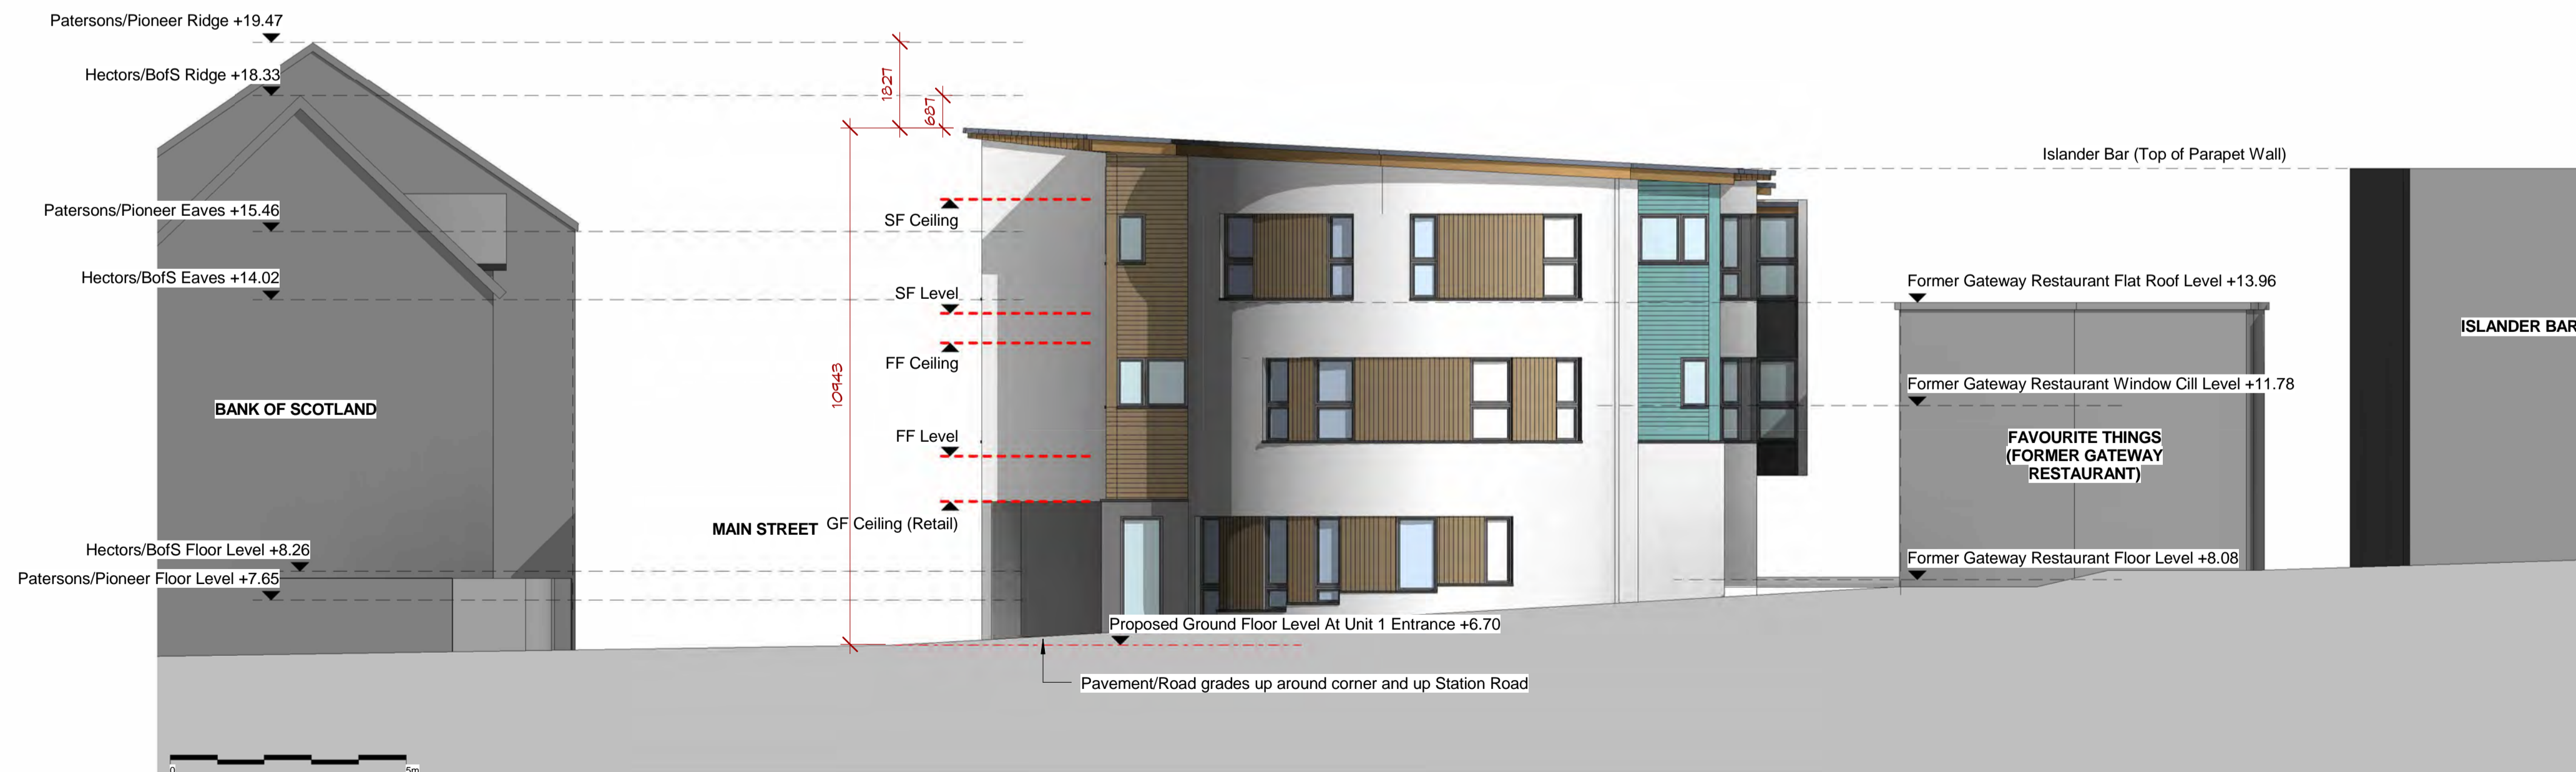 Patersons/Pioneer Ridge +19.47
Hectors/BofS Ridge +18.33
1827
687
Islander Bar (Top of Parapet Wall)
Patersons/Pioneer Eaves +15.46
SF Ceiling
Hectors/BofS Eaves +14.02
SF Level
Former Gateway Restaurant Flat Roof Level +13.96
ISLANDER BAR
FF Ceiling
10943
Former Gateway Restaurant Window Cill Level +11.78
BANK OF SCOTLAND
FF Level
FAVOURITE THINGS
(FORMER GATEWAY
RESTAURANT)
MAIN STREET
GF Ceiling (Retail)
Hectors/BofS Floor Level +8.26
Former Gateway Restaurant Floor Level +8.08
Patersons/Pioneer Floor Level +7.65
Proposed Ground Floor Level At Unit 1 Entrance +6.70
Pavement/Road grades up around corner and up Station Road
0
5m